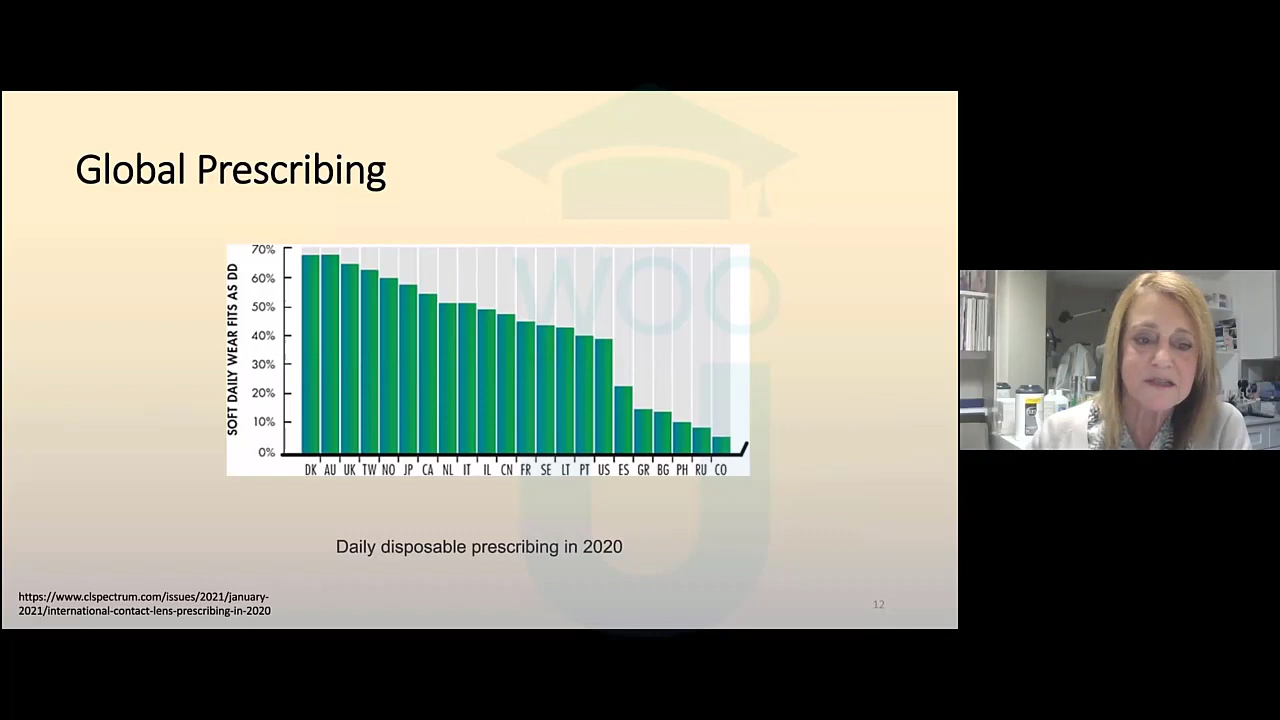 Global Prescribing
SOFT DAILY WEAR FITS AS DD
70%
60%
50%
40%
30%
20%
10%
0%
DK AU UK TW NO JP CA NL IT IL CN FR SE LT PT US ES GR BG PH RU CO
Daily disposable prescribing in 2020
https://www.clspectrum.com/issues/2021/january-
2021/international-contact-lens-prescribing-in-2020
12
WOO
U